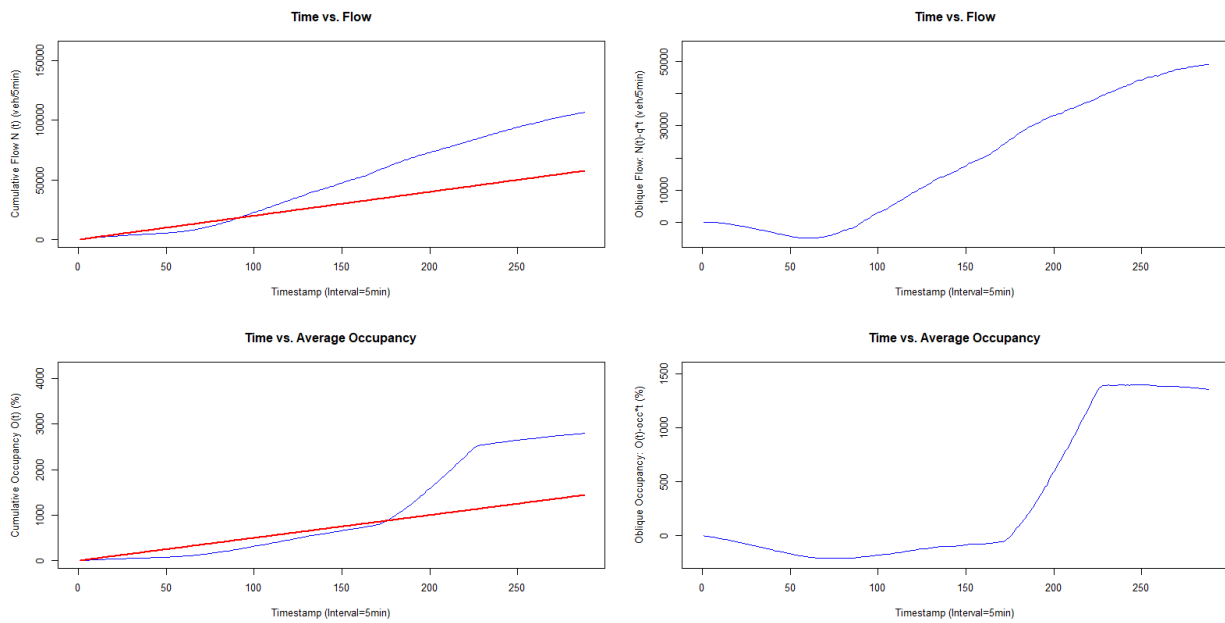 Time vs. Flow
Cumulative Flow N (t) (veh/5min)
150000
100000
50000
0
0 50 100 150 200 250
Timestamp (Interval=5min)
Time vs. Flow
Oblique Flow: N(t)-q*t (veh/5min)
50000
30000
10000
0
0 50 100 150 200 250
Timestamp (Interval=5min)
Time vs. Average Occupancy
Cumulative Occupancy O(t) (%)
4000
3000
2000
1000
0
0 50 100 150 200 250
Timestamp (Interval=5min)
Time vs. Average Occupancy
Oblique Occupancy: O(t)-occ*t (%)
1500
1000
500
0
0 50 100 150 200 250
Timestamp (Interval=5min)